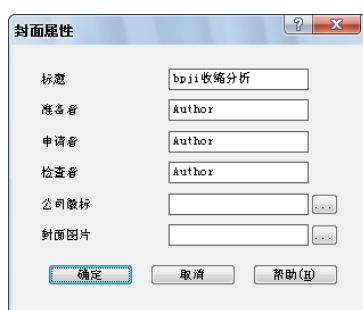 封面属性
标题 bpji收缩分析
准备者 Author
申请者 Author
检查者 Author
公司徽标 ...
封面图片 ...
确定 取消 帮助(H)